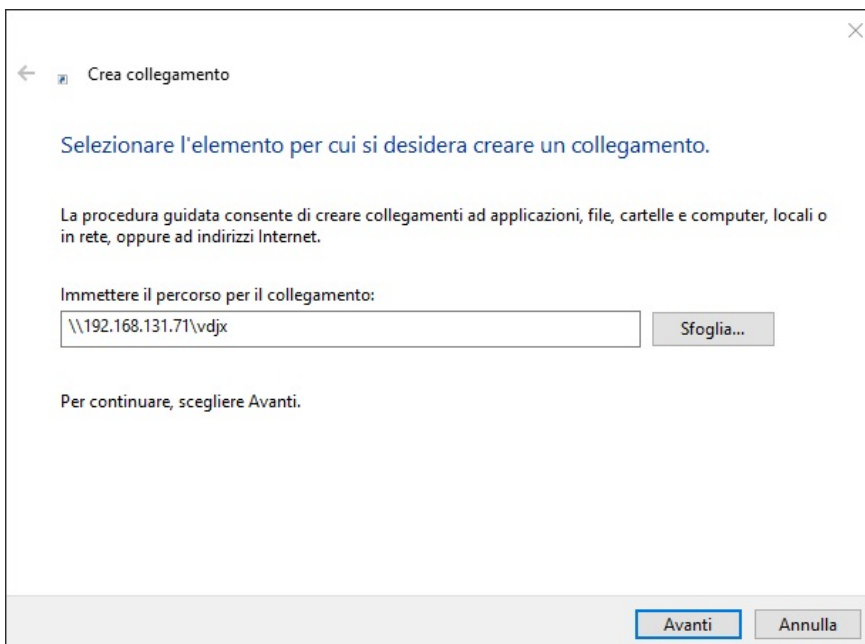 Crea collegamento
Selezionare l'elemento per cui si desidera creare un collegamento.
La procedura guidata consente di creare collegamenti ad applicazioni, file, cartelle e computer, locali o
in rete, oppure ad indirizzi Internet.
Immettere il percorso per il collegamento:
\\192.168.131.71\vdjx
Sfoglia...
Per continuare, scegliere Avanti.
Avanti
Annulla